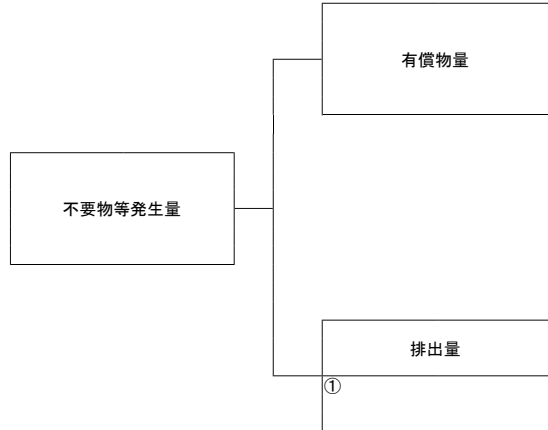 有償物量
不要物等発生量
排出量
①